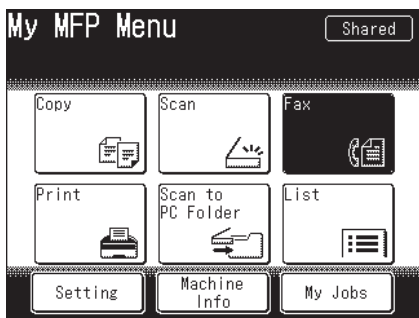 My MFP Menu
Shared
Copy
Scan
Fax
Print
Scan to
PC Folder
List
Setting
Machine
Info
My Jobs